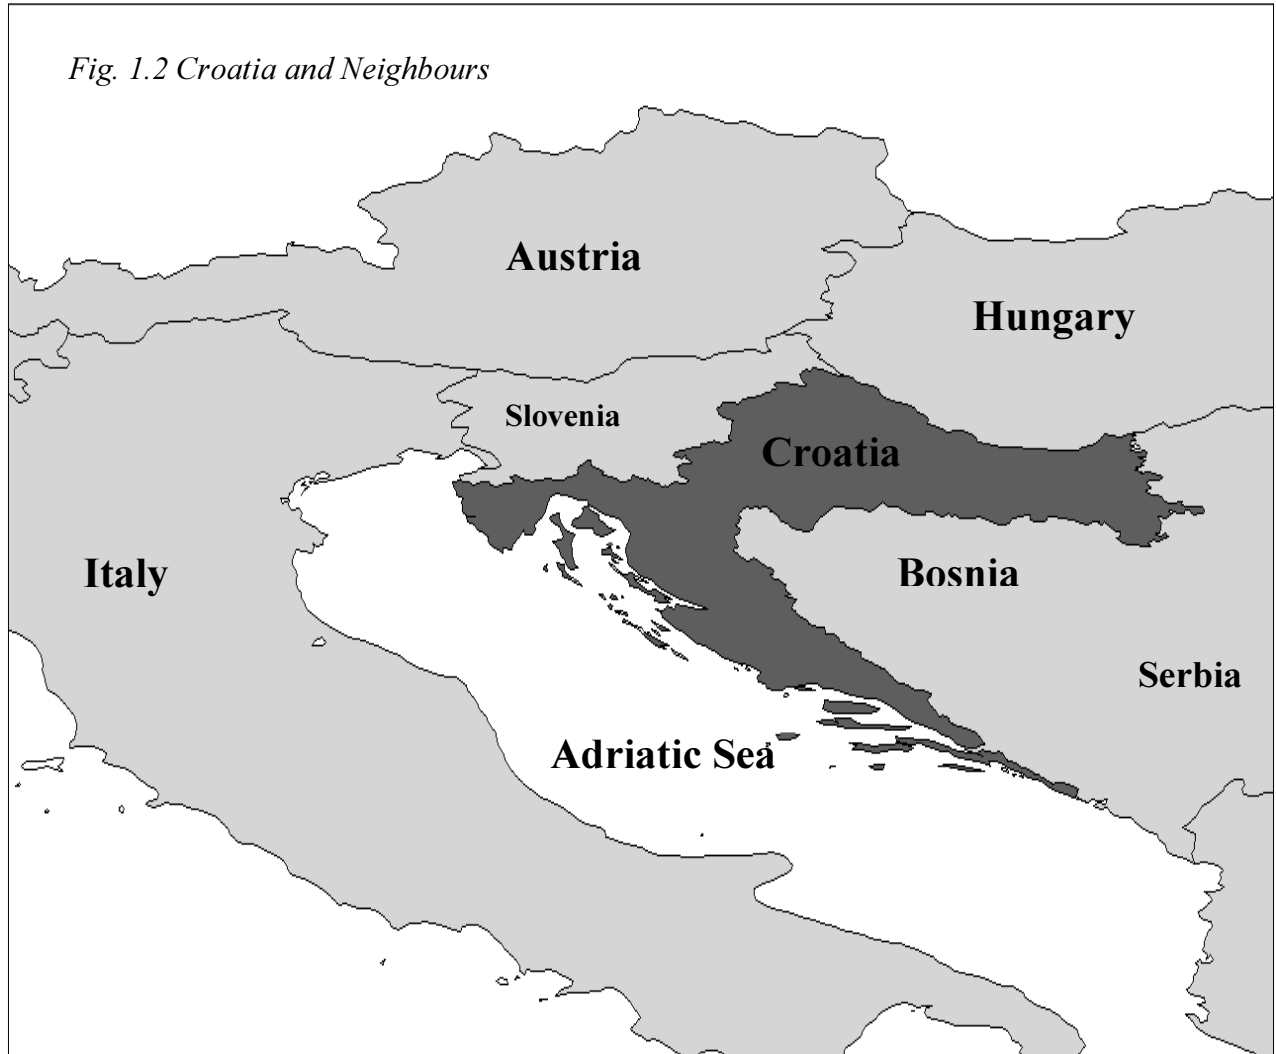 Fig. 1.2 Croatia and Neighbours
Austria
Hungary
Slovenia
Croatia
Italy
Bosnia
Serbia
Adriatic Sea